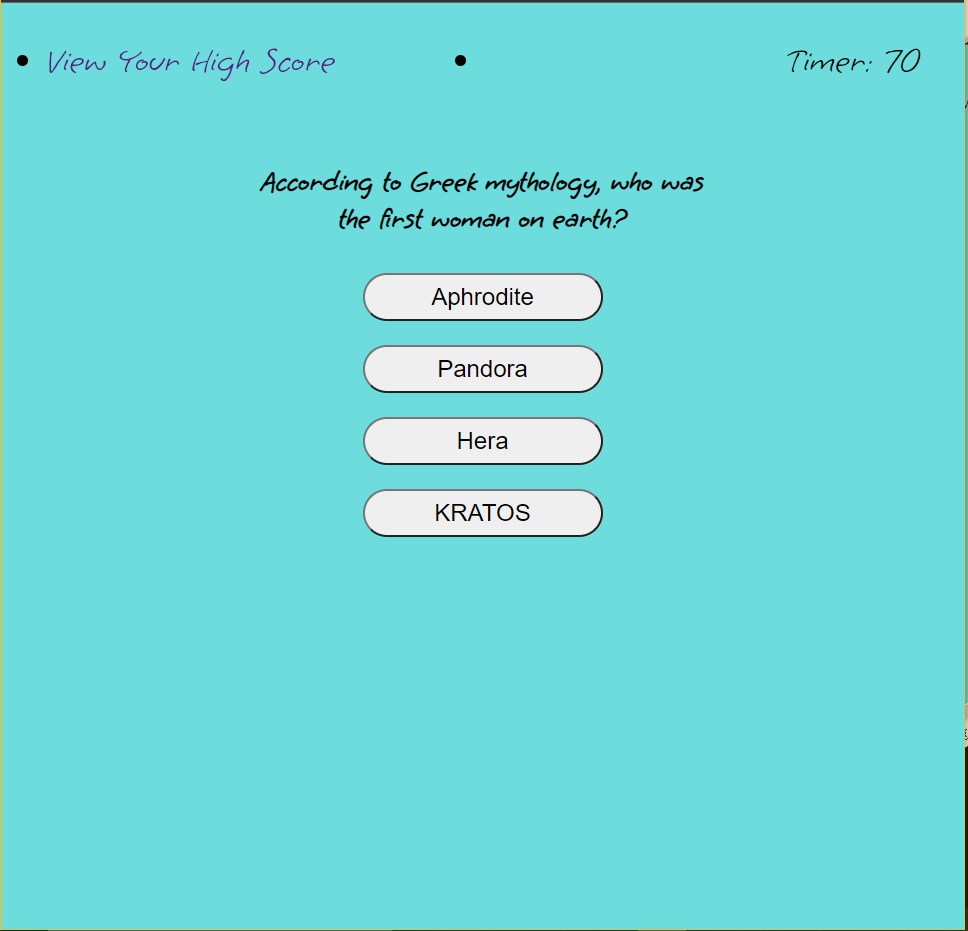 View Your High Score
Timer: 70
According to Greek mythology, who was
the first woman on earth?
Aphrodite
Pandora
Hera
KRATOS